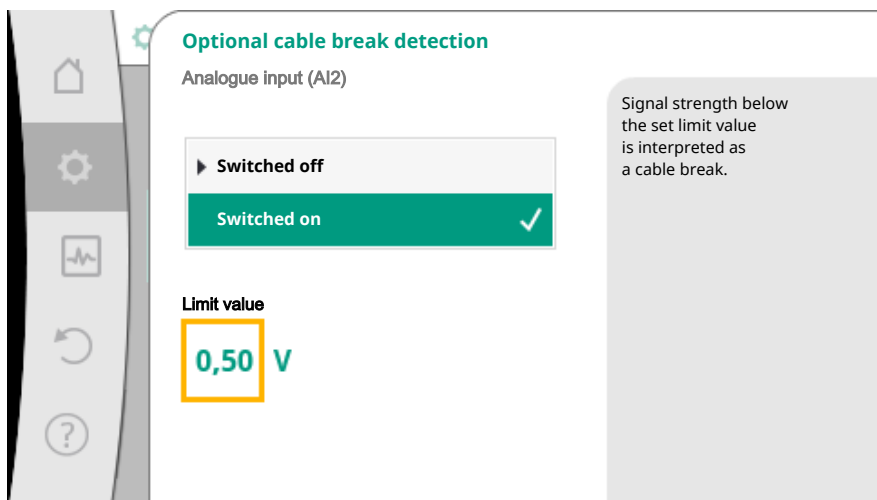 Optional cable break detection
Analogue input (AI2)
Signal strength below
the set limit value
is interpreted as
a cable break.
Switched off
Switched on
Limit value
0,50 V
?